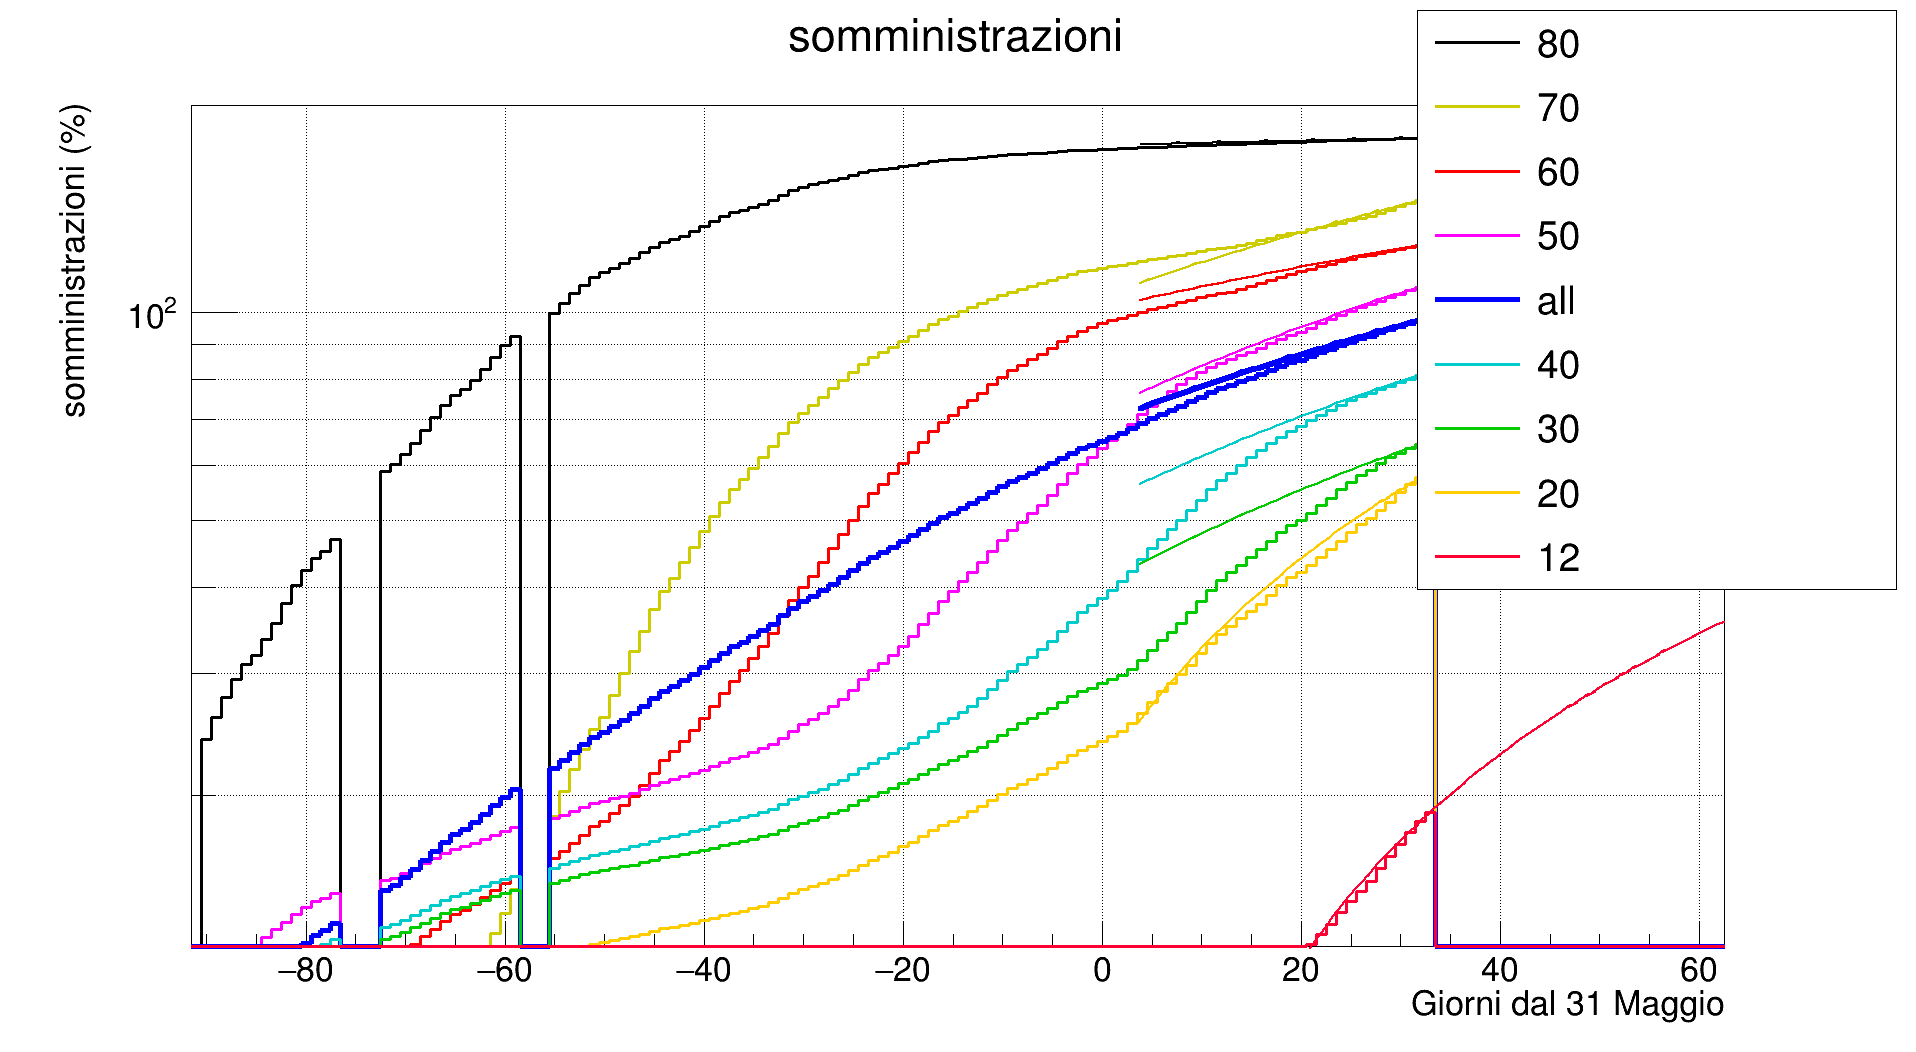 somministrazioni
somministrazioni (%)
10²
80
70
60
50
all
40
30
20
12
−80 −60 −40 −20 0 20 40 60
Giorni dal 31 Maggio